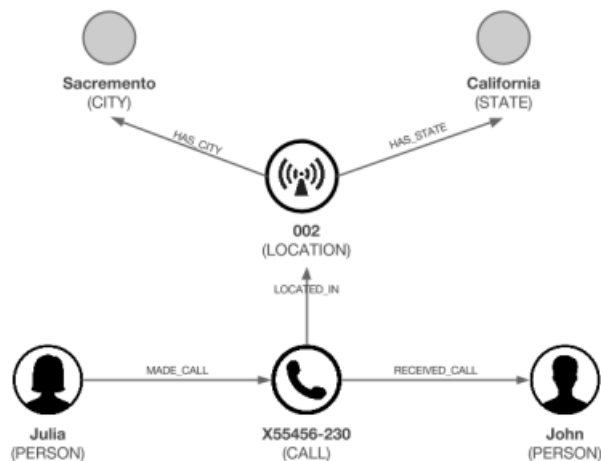 Sacremento
(CITY)
California
(STATE)
HAS_CITY
HAS_STATE
002
(LOCATION)
LOCATED_IN
MADE_CALL
RECEIVED_CALL
Julia
(PERSON)
X55456-230
(CALL)
John
(PERSON)